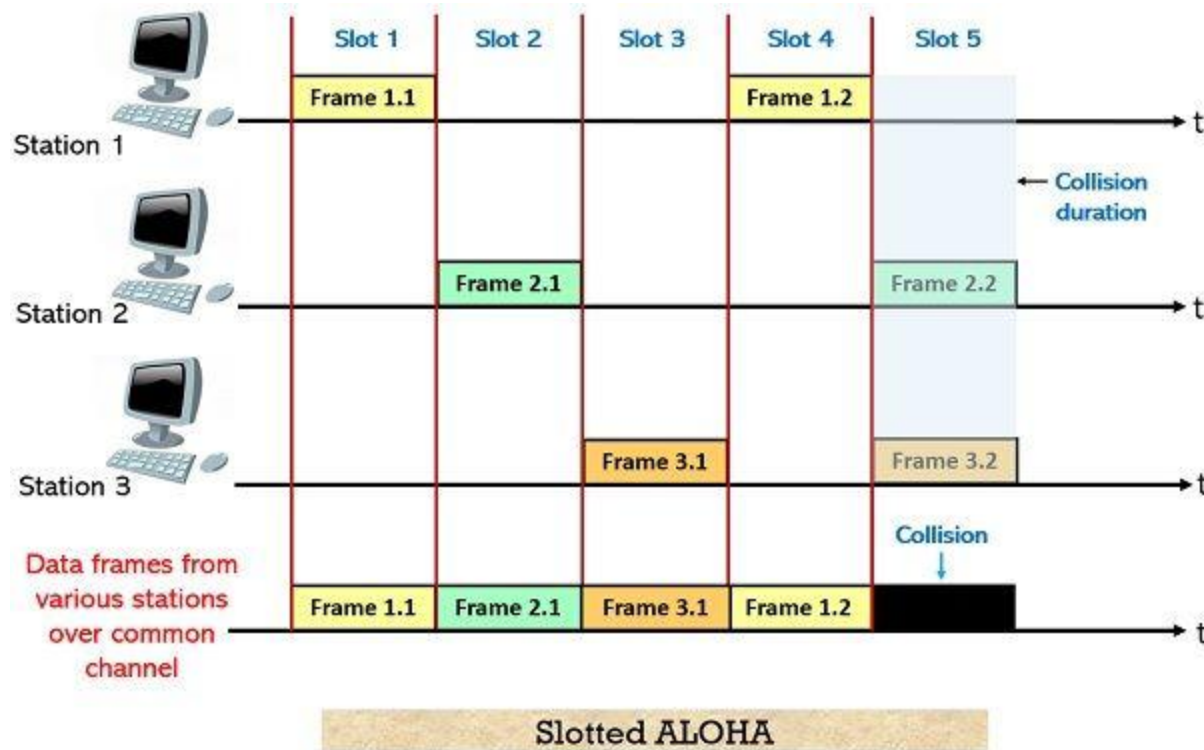 Slot 1 Slot 2 Slot 3 Slot 4 Slot 5
Frame 1.1 Frame 1.2
t
Station 1
Collision
duration
Frame 2.1 Frame 2.2
t
Station 2
Frame 3.1 Frame 3.2
t
Station 3
Collision
Data frames from
various stations
over common
channel
Frame 1.1 Frame 2.1 Frame 3.1 Frame 1.2
t
Slotted ALOHA